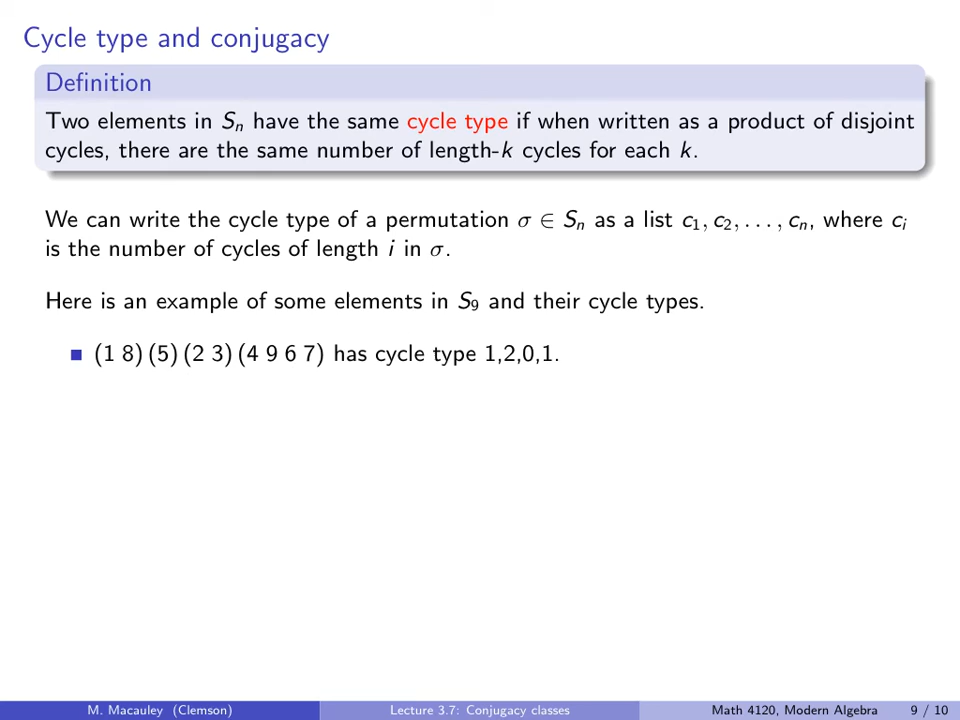 Cycle type and conjugacy
Definition
Two elements in Sₙ have the same cycle type if when written as a product of disjoint
cycles, there are the same number of length-k cycles for each k.
We can write the cycle type of a permutation σ ∈ Sₙ as a list c₁, c₂, . . . , cₙ, where cᵢ
is the number of cycles of length i in σ.
Here is an example of some elements in S₉ and their cycle types.
(1 8) (5) (2 3) (4 9 6 7) has cycle type 1,2,0,1.
M. Macauley (Clemson) Lecture 3.7: Conjugacy classes Math 4120, Modern Algebra 9 / 10